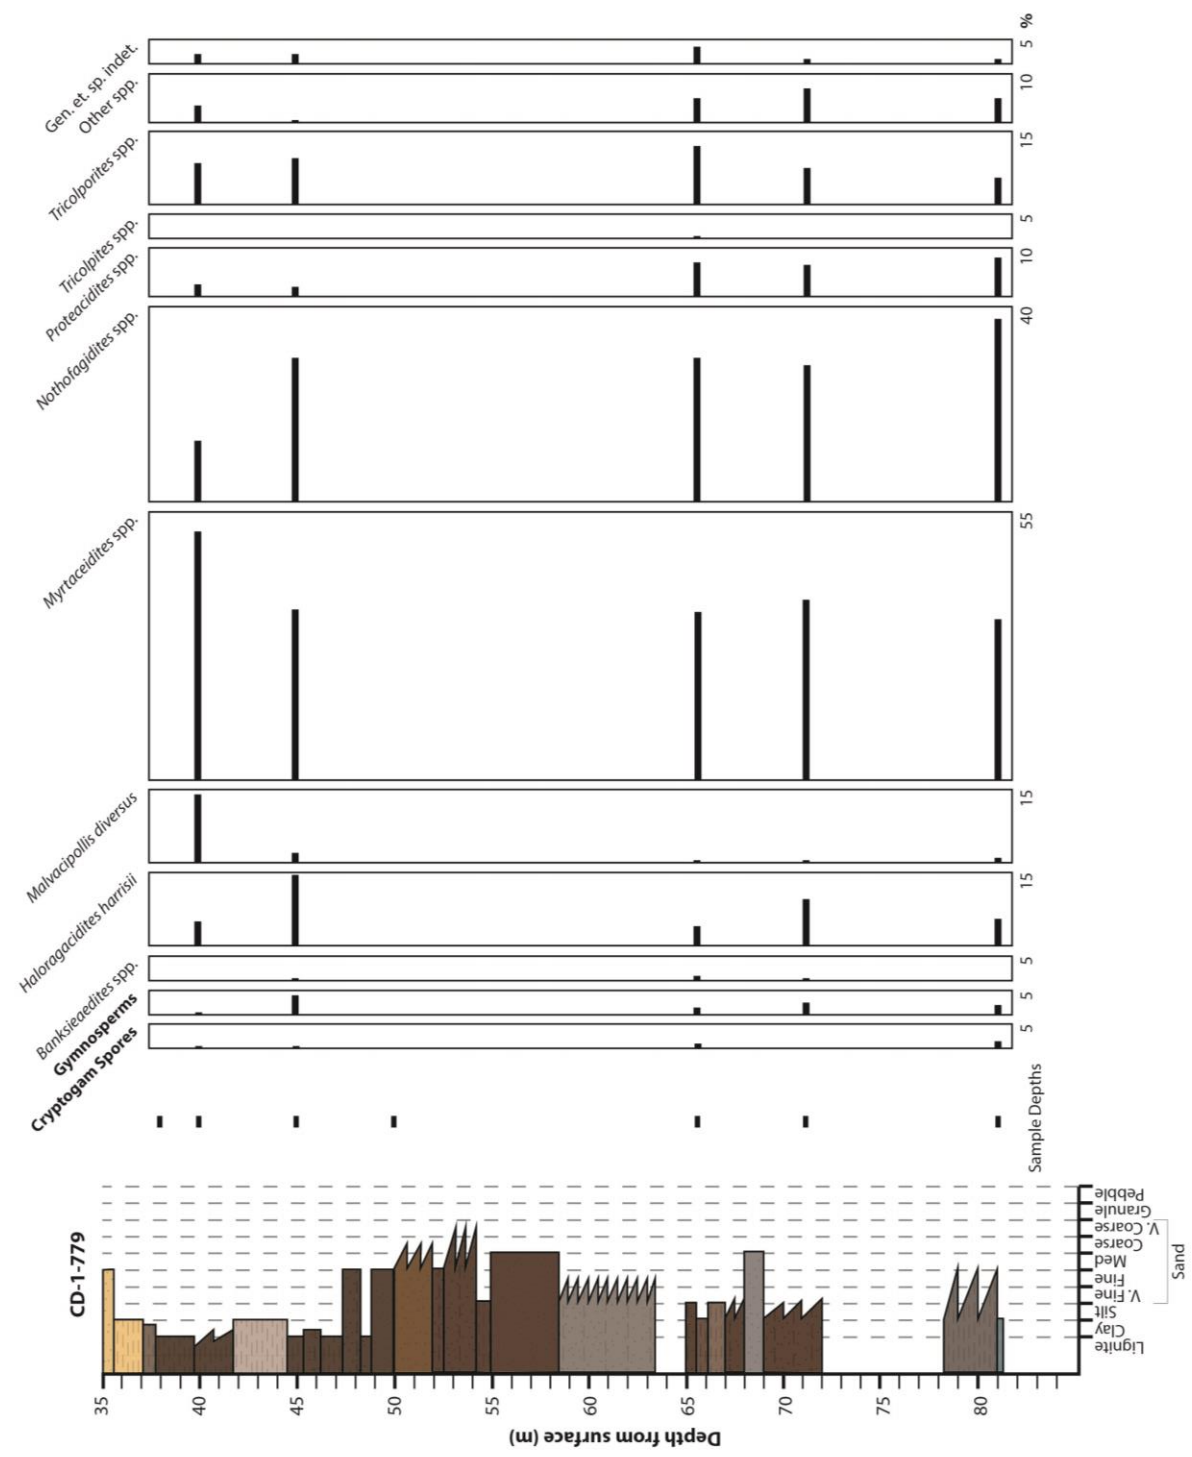 CD-1-779
Depth from surface (m)
35
40
45
50
55
60
65
70
75
80
Lignite
Clay
Silt
V. Fine
Fine
Med
Coarse
V. Coarse
Granule
Pebble
Sand
Sample Depths
Cryptogam Spores
Gymnosperms
Banksieaedites spp.
Haloragacidites harrisii
Malvacipollis diversus
Myrtaceidites spp.
Nothofagidites spp.
Proteacidites spp.
Tricolpites spp.
Tricolporites spp.
Other spp.
Gen. et. sp. indet.
5
5
5
15
15
55
40
10
5
15
10
5
%